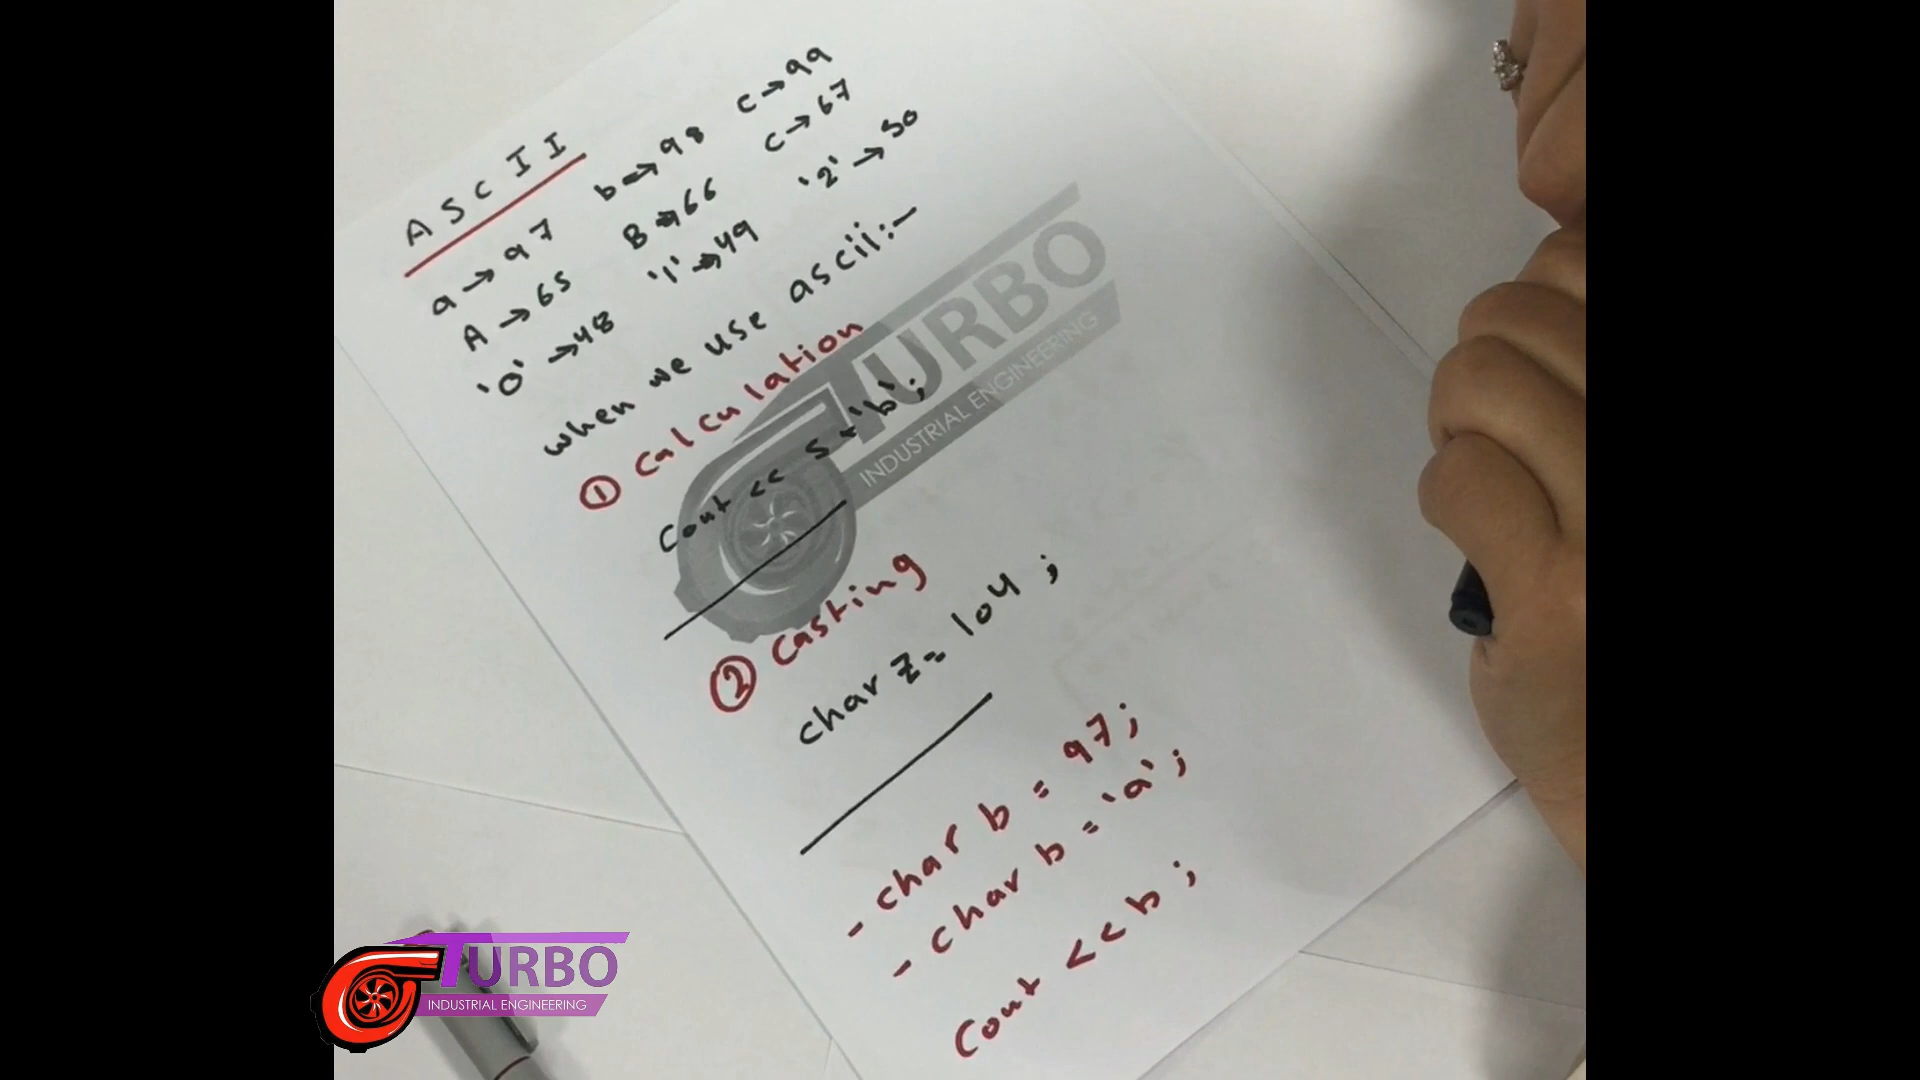 ASCII
a → 97 b → 98 c → 99
A → 65 B → 66 C → 67
'0' → 48 '1' → 49 '2' → 50
when we use ascii:-
① Calculation
Cout << 5 + 'b';
② Casting
char z = 104;
- char b = 97;
- char b = 'a';
Cout << b;
TURBO
INDUSTRIAL ENGINEERING
TURBO
INDUSTRIAL ENGINEERING